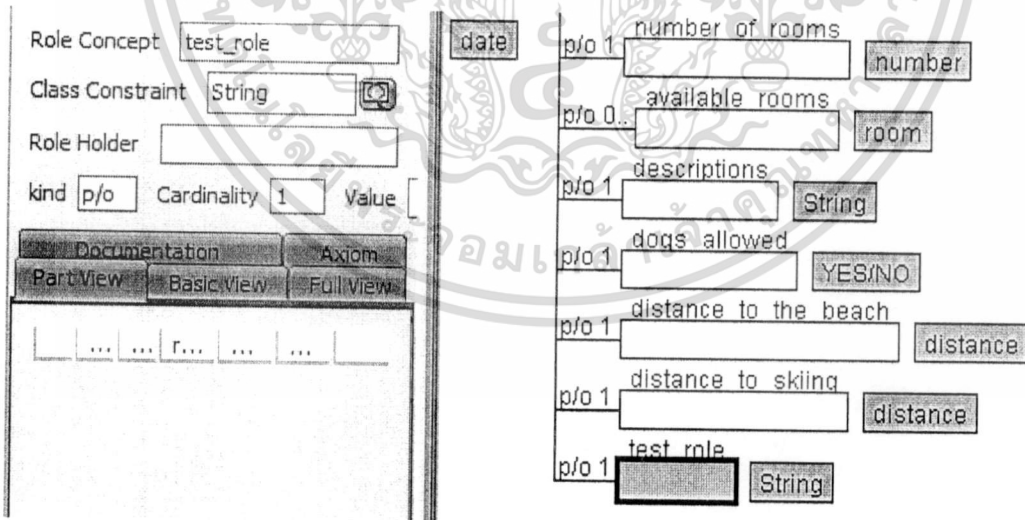 Role Concept test_role
Class Constraint String
Role Holder
kind p/o Cardinality 1 Value
Documentation Axiom
Part View Basic View Full View
... ... r... ... ...
date
p/o 1 number of rooms number
p/o 0.. available rooms room
p/o 1 descriptions String
p/o 1 dogs allowed YES/NO
p/o 1 distance to the beach distance
p/o 1 distance to skiing distance
p/o 1 test role String